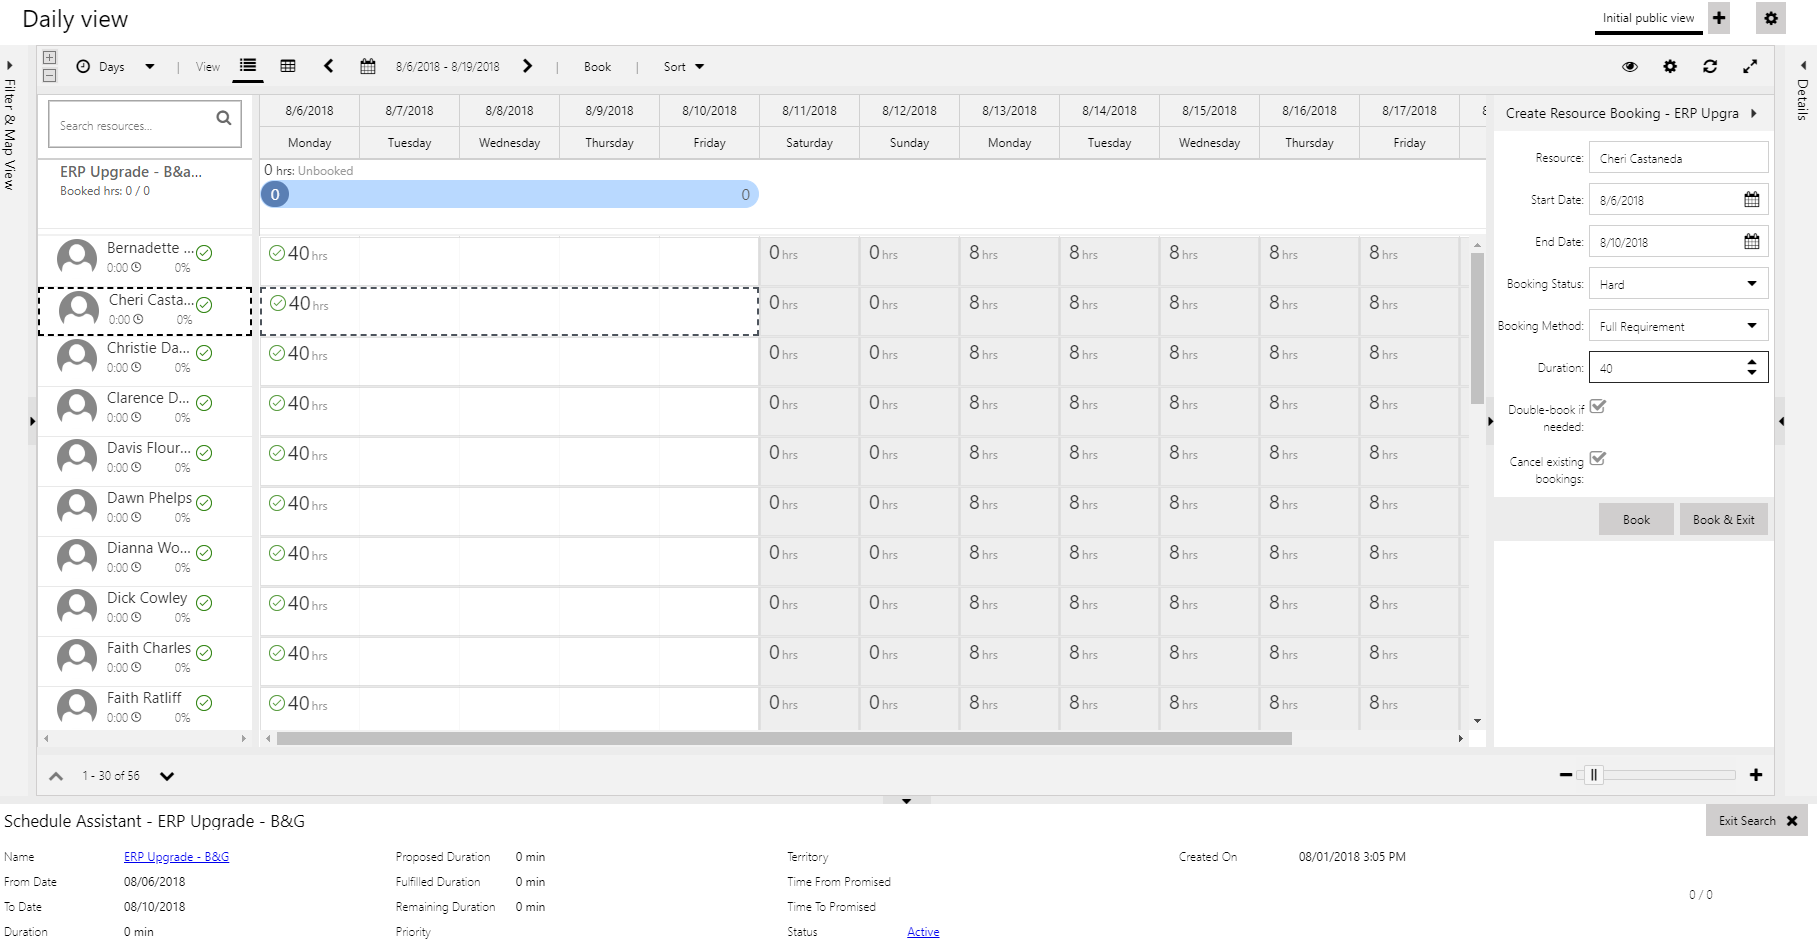 Daily view
Initial public view
Filter & Map View
Days
View
8/6/2018 - 8/19/2018
Book
Sort
Details
Search resources...
8/6/2018 8/7/2018 8/8/2018 8/9/2018 8/10/2018 8/11/2018 8/12/2018 8/13/2018 8/14/2018 8/15/2018 8/16/2018 8/17/2018
Monday Tuesday Wednesday Thursday Friday Saturday Sunday Monday Tuesday Wednesday Thursday Friday
ERP Upgrade - B&a...
Booked hrs: 0 / 0
0 hrs: Unbooked
0 0
Bernadette ...
0:00 0%
40 hrs 0 hrs 0 hrs 8 hrs 8 hrs 8 hrs 8 hrs 8 hrs
Cheri Casta...
0:00 0%
40 hrs 0 hrs 0 hrs 8 hrs 8 hrs 8 hrs 8 hrs 8 hrs
Christie Da...
0:00 0%
40 hrs 0 hrs 0 hrs 8 hrs 8 hrs 8 hrs 8 hrs 8 hrs
Clarence D...
0:00 0%
40 hrs 0 hrs 0 hrs 8 hrs 8 hrs 8 hrs 8 hrs 8 hrs
Davis Flour...
0:00 0%
40 hrs 0 hrs 0 hrs 8 hrs 8 hrs 8 hrs 8 hrs 8 hrs
Dawn Phelps
0:00 0%
40 hrs 0 hrs 0 hrs 8 hrs 8 hrs 8 hrs 8 hrs 8 hrs
Dianna Wo...
0:00 0%
40 hrs 0 hrs 0 hrs 8 hrs 8 hrs 8 hrs 8 hrs 8 hrs
Dick Cowley
0:00 0%
40 hrs 0 hrs 0 hrs 8 hrs 8 hrs 8 hrs 8 hrs 8 hrs
Faith Charles
0:00 0%
40 hrs 0 hrs 0 hrs 8 hrs 8 hrs 8 hrs 8 hrs 8 hrs
Faith Ratliff
0:00 0%
40 hrs 0 hrs 0 hrs 8 hrs 8 hrs 8 hrs 8 hrs 8 hrs
1 - 30 of 56
Create Resource Booking - ERP Upgra
Resource: Cheri Castaneda
Start Date: 8/6/2018
End Date: 8/10/2018
Booking Status: Hard
Booking Method: Full Requirement
Duration: 40
Double-book if
needed:
Cancel existing
bookings:
Book
Book & Exit
Schedule Assistant - ERP Upgrade - B&G
Exit Search
Name ERP Upgrade - B&G
From Date 08/06/2018
To Date 08/10/2018
Duration 0 min
Proposed Duration 0 min
Fulfilled Duration 0 min
Remaining Duration 0 min
Priority
Territory
Time From Promised
Time To Promised
Status Active
Created On 08/01/2018 3:05 PM
0 / 0